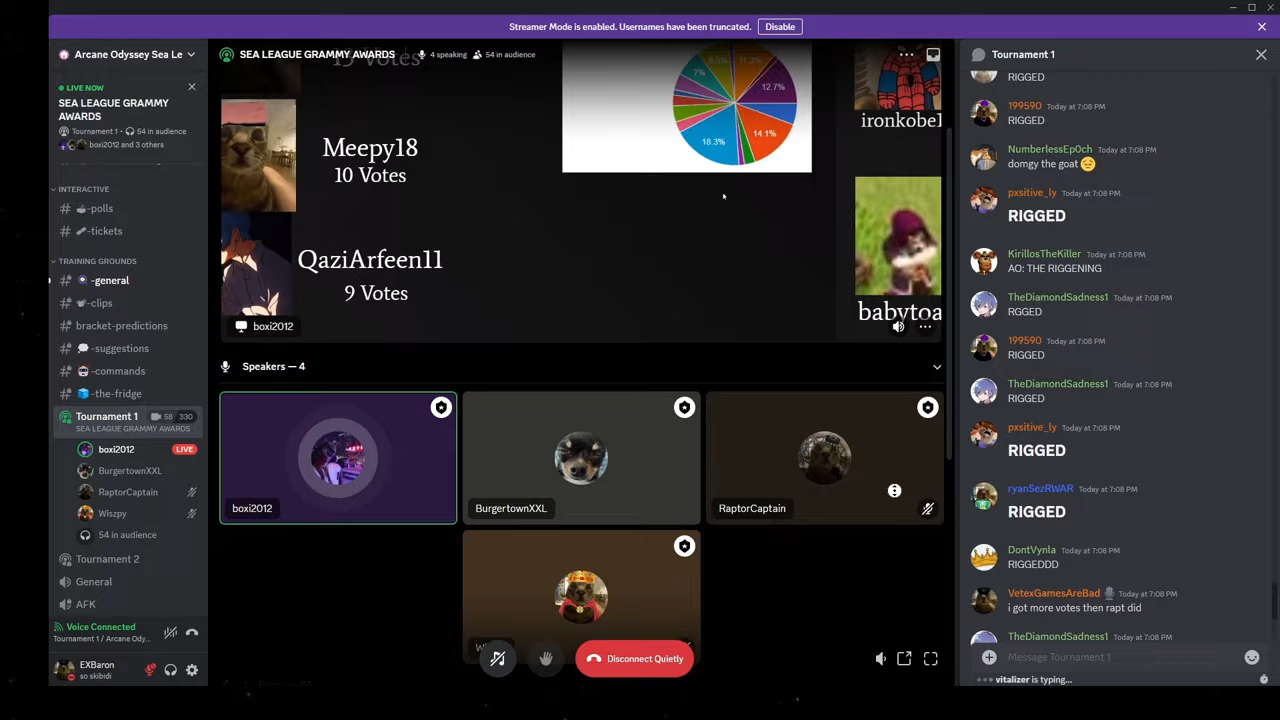 Streamer Mode is enabled. Usernames have been truncated. Disable
Arcane Odyssey Sea Le
LIVE NOW
SEA LEAGUE GRAMMY
AWARDS
Tournament 1 • 54 in audience
boxi2012 and 3 others
INTERACTIVE
-polls
-tickets
TRAINING GROUNDS
-general
-clips
bracket-predictions
-suggestions
-commands
-the-fridge
Tournament 1 58 330
SEA LEAGUE GRAMMY AWARDS
boxi2012 LIVE
BurgertownXXL
RaptorCaptain
Wiszpy
54 in audience
Tournament 2
General
AFK
Voice Connected
Tournament 1 / Arcane Ody...
EXBaron
so skibidi
SEA LEAGUE GRAMMY AWARDS 4 speaking 54 in audience
Votes
Meepy18
10 Votes
QaziArfeen11
9 Votes
7%
11.2%
12.7%
14.1%
18.3%
ironkobe1
babytoa
boxi2012
Speakers — 4
boxi2012
BurgertownXXL
RaptorCaptain
Disconnect Quietly
Tournament 1
RIGGED
199590 Today at 7:08 PM
RIGGED
NumberlessEp0ch Today at 7:08 PM
domgy the goat
pxsitive_ly Today at 7:08 PM
RIGGED
KirillosTheKiller Today at 7:08 PM
AO: THE RIGGENING
TheDiamondSadness1 Today at 7:08 PM
RGGED
199590 Today at 7:08 PM
RIGGED
TheDiamondSadness1 Today at 7:08 PM
RIGGED
pxsitive_ly Today at 7:08 PM
RIGGED
ryanSezRWAR Today at 7:08 PM
RIGGED
DontVynla Today at 7:08 PM
RIGGEDDD
VetexGamesAreBad Today at 7:08 PM
i got more votes then rapt did
TheDiamondSadness1 Today at 7:08 PM
Message Tournament 1
vitalizer is typing...